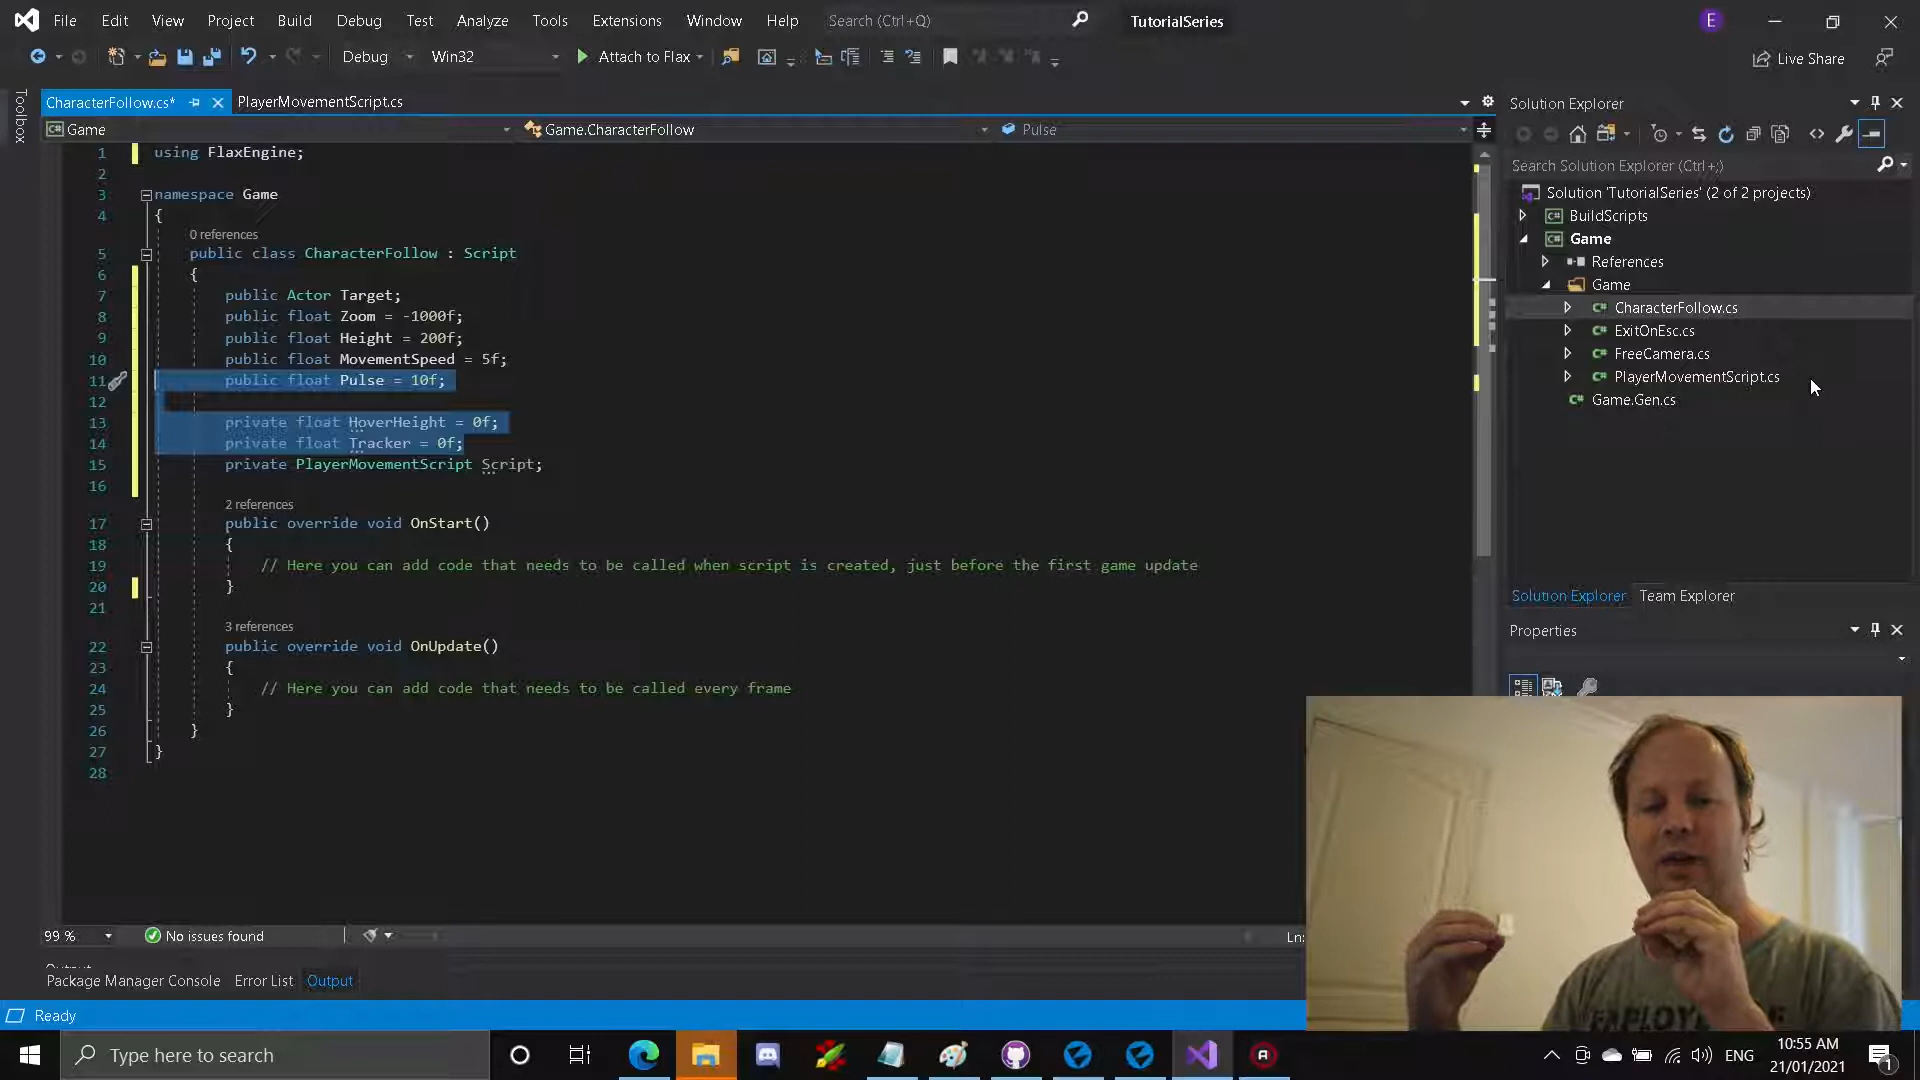 File Edit View Project Build Debug Test Analyze Tools Extensions Window Help Search (Ctrl+Q) TutorialSeries E
Debug Win32 Attach to Flax Live Share
Toolbox
CharacterFollow.cs* PlayerMovementScript.cs
Game Game.CharacterFollow Pulse
1 using FlaxEngine;
2
3 namespace Game
4 {
0 references
5 public class CharacterFollow : Script
6 {
7 public Actor Target;
8 public float Zoom = -1000f;
9 public float Height = 200f;
10 public float MovementSpeed = 5f;
11 public float Pulse = 10f;
12
13 private float HoverHeight = 0f;
14 private float Tracker = 0f;
15 private PlayerMovementScript Script;
16
2 references
17 public override void OnStart()
18 {
19 // Here you can add code that needs to be called when script is created, just before the first game update
20 }
21
3 references
22 public override void OnUpdate()
23 {
24 // Here you can add code that needs to be called every frame
25 }
26 }
27 }
28
99 % No issues found Ln:
Package Manager Console Error List Output
Ready
Solution Explorer
Search Solution Explorer (Ctrl+;)
Solution 'TutorialSeries' (2 of 2 projects)
BuildScripts
Game
References
Game
CharacterFollow.cs
ExitOnEsc.cs
FreeCamera.cs
PlayerMovementScript.cs
Game.Gen.cs
Solution Explorer Team Explorer
Properties
Type here to search
ENG
10:55 AM
21/01/2021
1